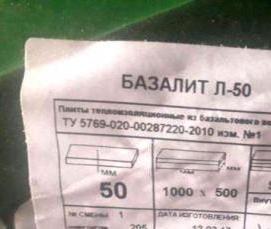 БАЗАЛИТ Л-50
Плиты теплоизоляционные из базальтового
ТУ 5769-020-00287220-2010 изм. №1
мм
50
1000 х 500
№ СМЕНЫ 1
ДАТА ИЗГОТОВЛЕНИЯ